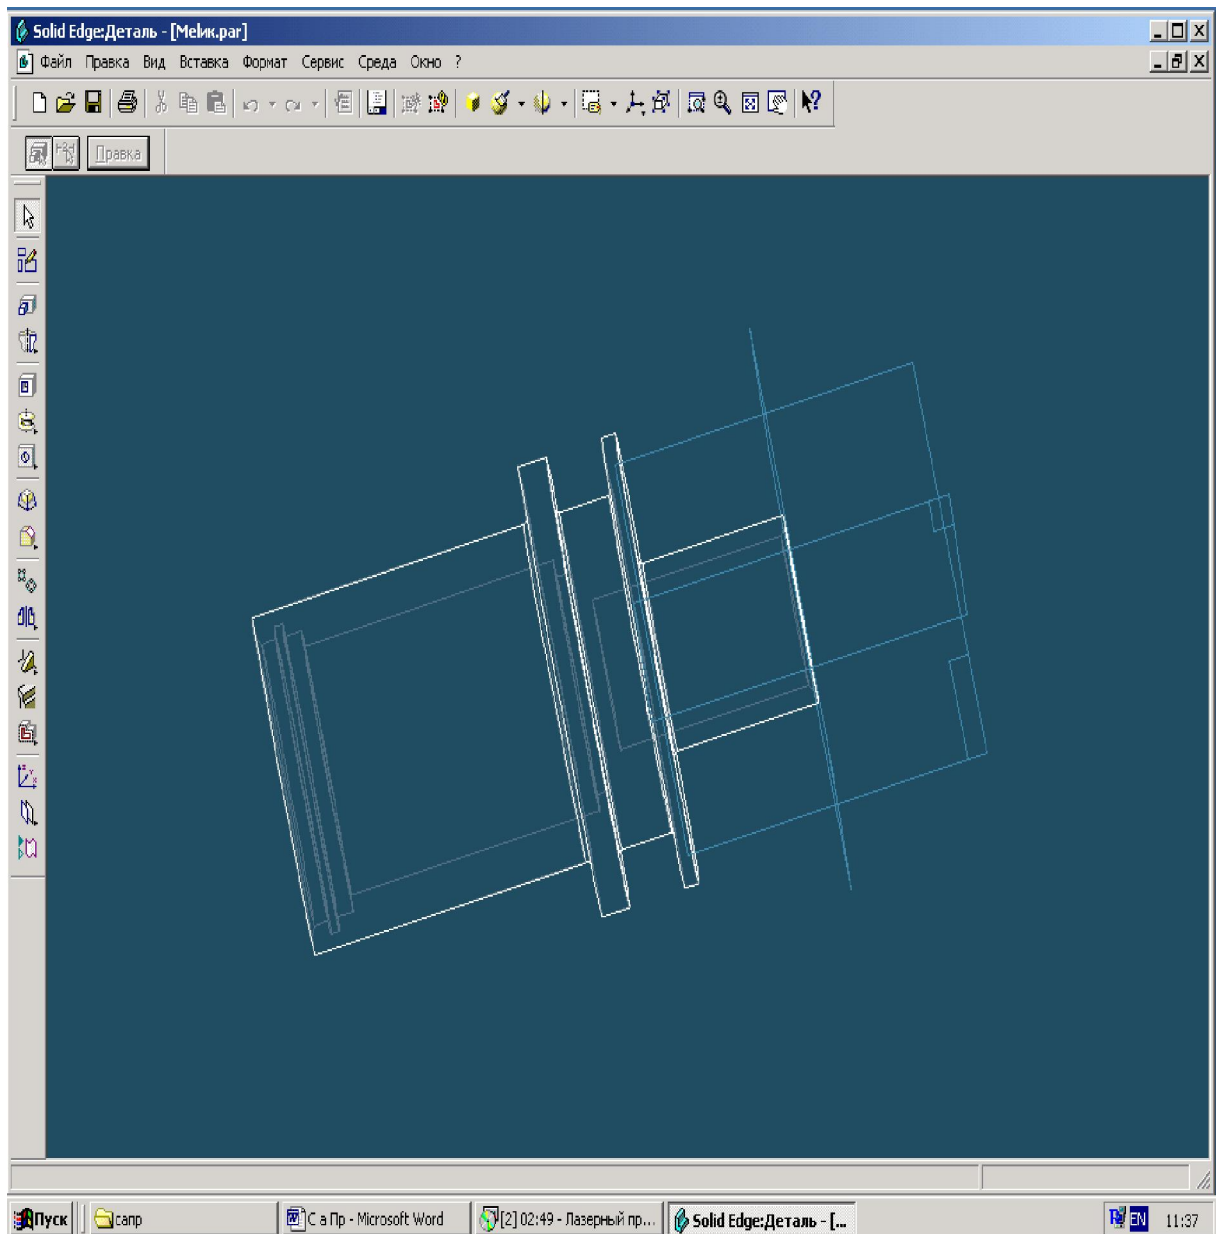 Solid Edge:Деталь - [Melик.par]
Файл Правка Вид Вставка Формат Сервис Среда Окно ?
Правка
Пуск сапр С а Пр - Microsoft Word [2] 02:49 - Лазерный пр... Solid Edge:Деталь - [... EN 11:37